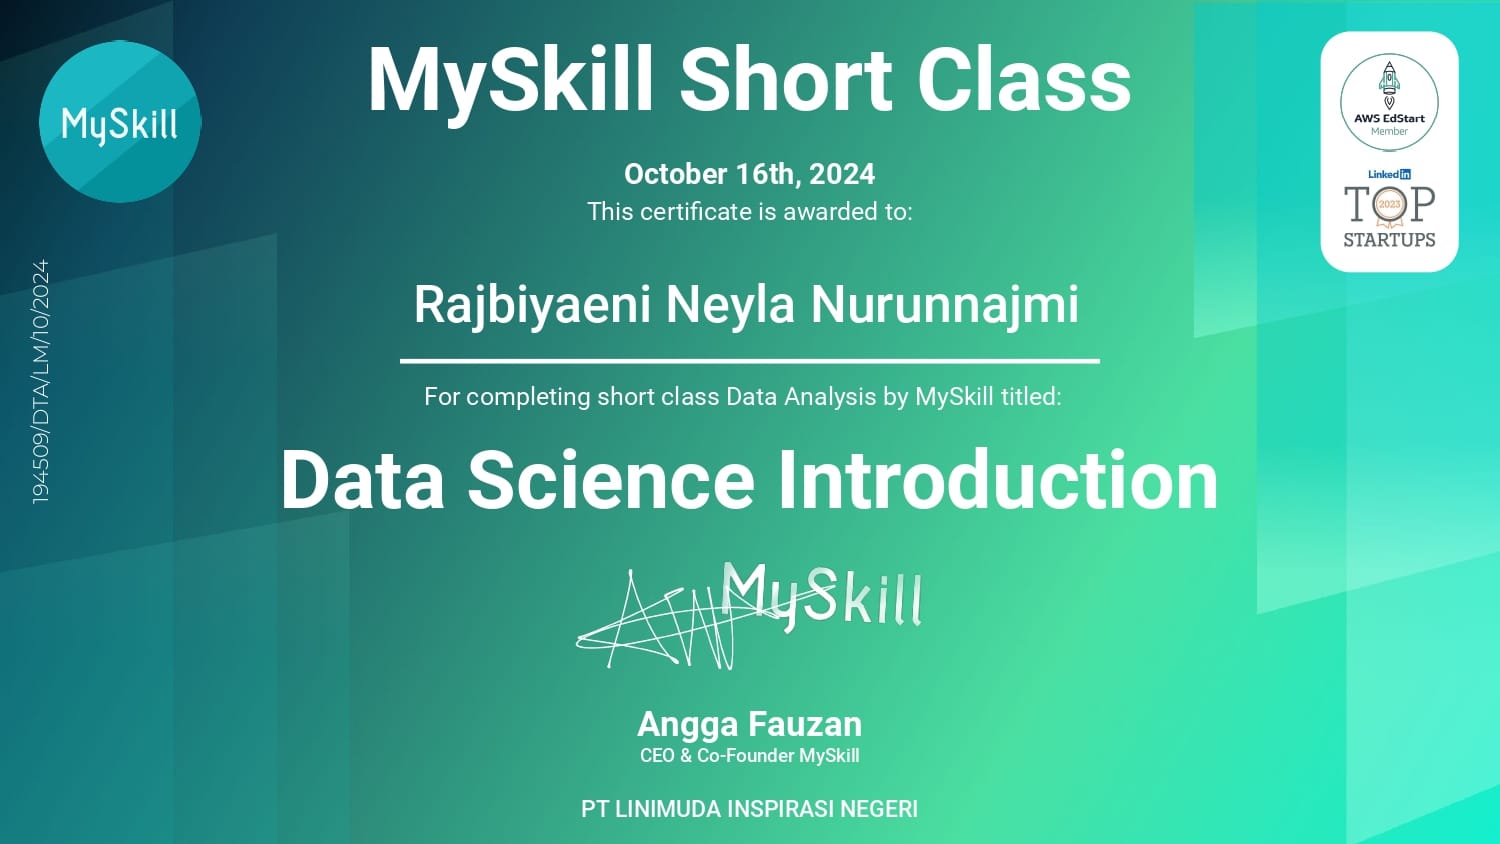 MySkill
MySkill Short Class
October 16th, 2024
This certificate is awarded to:
AWS EdStart
Member
Linked in
TOP
2023
STARTUPS
194509/DTA/LM/10/2024
Rajbiyaeni Neyla Nurunnajmi
For completing short class Data Analysis by MySkill titled:
Data Science Introduction
MySkill
Angga Fauzan
CEO & Co-Founder MySkill
PT LINIMUDA INSPIRASI NEGERI